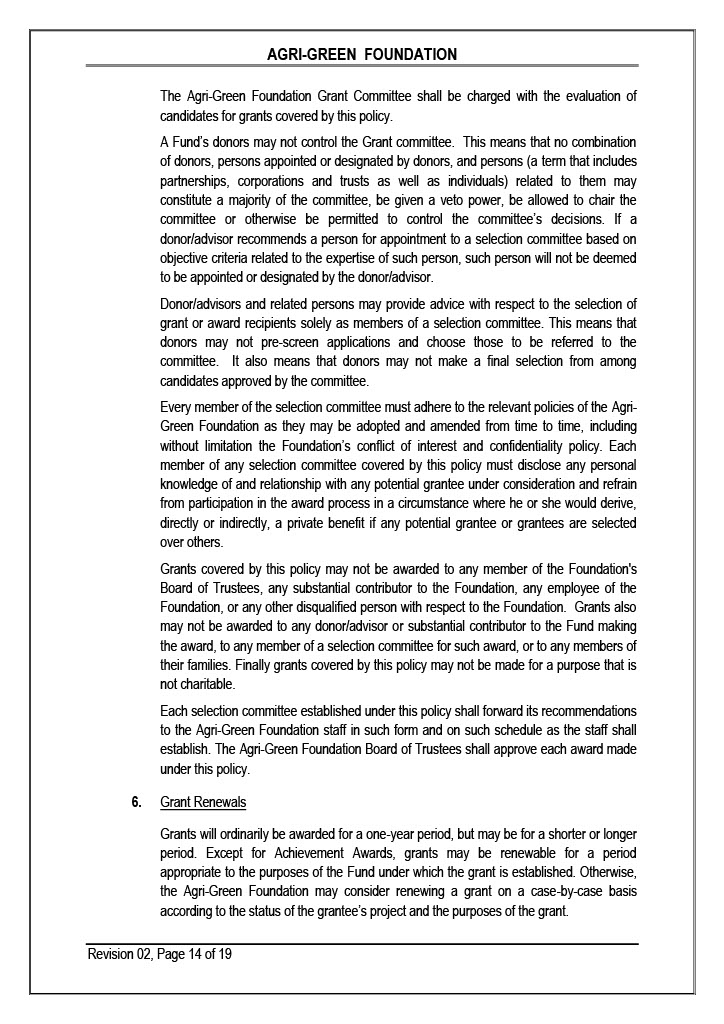 AGRI-GREEN FOUNDATION
The Agri-Green Foundation Grant Committee shall be charged with the evaluation of
candidates for grants covered by this policy.
A Fund's donors may not control the Grant committee. This means that no combination
of donors, persons appointed or designated by donors, and persons (a term that includes
partnerships, corporations and trusts as well as individuals) related to them may
constitute a majority of the committee, be given a veto power, be allowed to chair the
committee or otherwise be permitted to control the committee's decisions. If a
donor/advisor recommends a person for appointment to a selection committee based on
objective criteria related to the expertise of such person, such person will not be deemed
to be appointed or designated by the donor/advisor.
Donor/advisors and related persons may provide advice with respect to the selection of
grant or award recipients solely as members of a selection committee. This means that
donors may not pre-screen applications and choose those to be referred to the
committee. It also means that donors may not make a final selection from among
candidates approved by the committee.
Every member of the selection committee must adhere to the relevant policies of the Agri-
Green Foundation as they may be adopted and amended from time to time, including
without limitation the Foundation's conflict of interest and confidentiality policy. Each
member of any selection committee covered by this policy must disclose any personal
knowledge of and relationship with any potential grantee under consideration and refrain
from participation in the award process in a circumstance where he or she would derive,
directly or indirectly, a private benefit if any potential grantee or grantees are selected
over others.
Grants covered by this policy may not be awarded to any member of the Foundation's
Board of Trustees, any substantial contributor to the Foundation, any employee of the
Foundation, or any other disqualified person with respect to the Foundation. Grants also
may not be awarded to any donor/advisor or substantial contributor to the Fund making
the award, to any member of a selection committee for such award, or to any members of
their families. Finally grants covered by this policy may not be made for a purpose that is
not charitable.
Each selection committee established under this policy shall forward its recommendations
to the Agri-Green Foundation staff in such form and on such schedule as the staff shall
establish. The Agri-Green Foundation Board of Trustees shall approve each award made
under this policy.
6. Grant Renewals
Grants will ordinarily be awarded for a one-year period, but may be for a shorter or longer
period. Except for Achievement Awards, grants may be renewable for a period
appropriate to the purposes of the Fund under which the grant is established. Otherwise,
the Agri-Green Foundation may consider renewing a grant on a case-by-case basis
according to the status of the grantee's project and the purposes of the grant.
Revision 02, Page 14 of 19